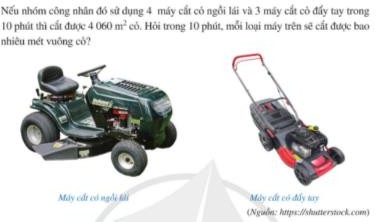 Nếu nhóm công nhân đó sử dụng 4 máy cắt cỏ ngồi lái và 3 máy cắt cỏ đẩy tay trong
10 phút thì cắt được 4 060 m² cỏ. Hỏi trong 10 phút, mỗi loại máy trên sẽ cắt được bao
nhiêu mét vuông cỏ?
Máy cắt cỏ ngồi lái Máy cắt cỏ đẩy tay
(Nguồn: https://shutterstock.com)